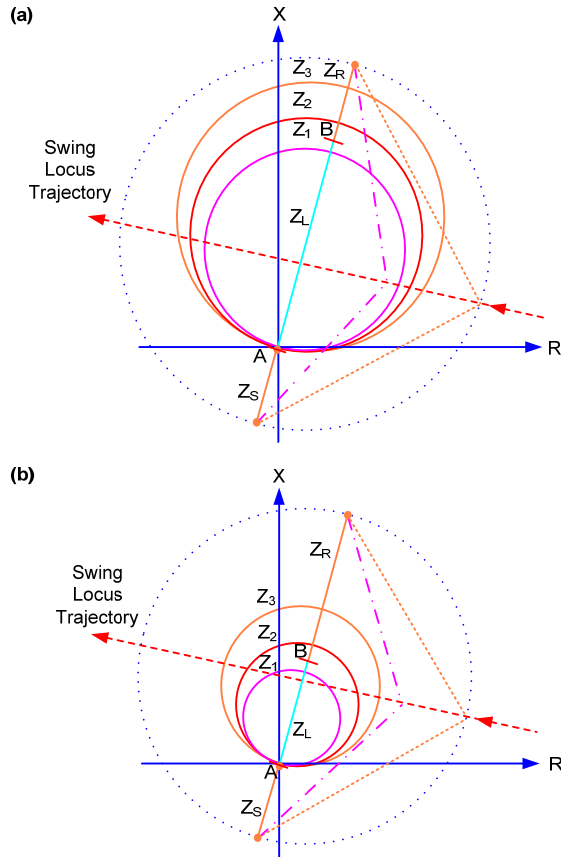 (a)
X
Z3
ZR
Z2
Z1
B
Swing
Locus
Trajectory
ZL
A
R
ZS
(b)
X
ZR
Swing
Locus
Trajectory
Z3
Z2
B
Z1
ZL
A
R
ZS